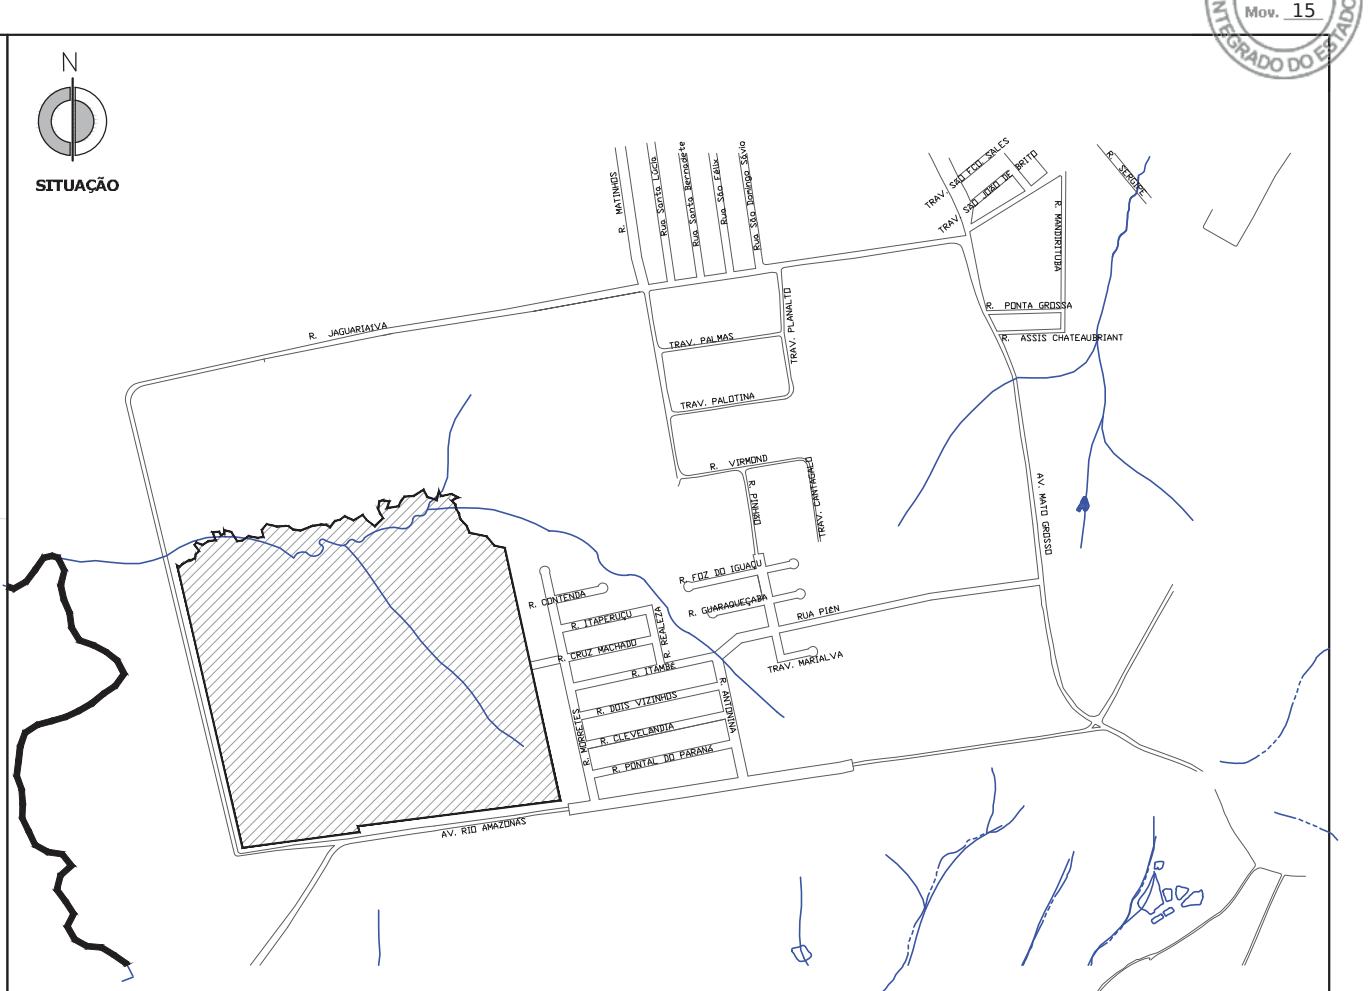 Mov. 15
NTEGRADO DO ESTADO
N
SITUAÇÃO
R. MATINHOS
Rua Santa Lúcia
Rua Santa Bernadete
Rua São Félix
Rua São Domingo Sávio
TRAV. SÃO FCO. SALES
TRAV. SÃO JOÃO DE BRITO
R. SERGIPE
R. MANDIRITUBA
R. PONTA GROSSA
R. ASSIS CHATEAUBRIANT
R. JAGUARIAIVA
TRAV. PLANALTO
TRAV. PALMAS
TRAV. PALOTINA
R. VIRMOND
R. PINHÃO
TRAV. CANTAGALO
AV. MATO GROSSO
R. FOZ DO IGUAÇU
R. CONTENDA
R. GUARAQUEÇABA
RUA PIÊN
R. ITAPERUÇU
R. REALEZA
R. CRUZ MACHADO
TRAV. MARIALVA
R. ITAMBÉ
R. ANTONINA
R. DOIS VIZINHOS
R. MORRETES
R. CLEVELANDIA
R. PONTAL DO PARANÁ
AV. RIO AMAZONAS